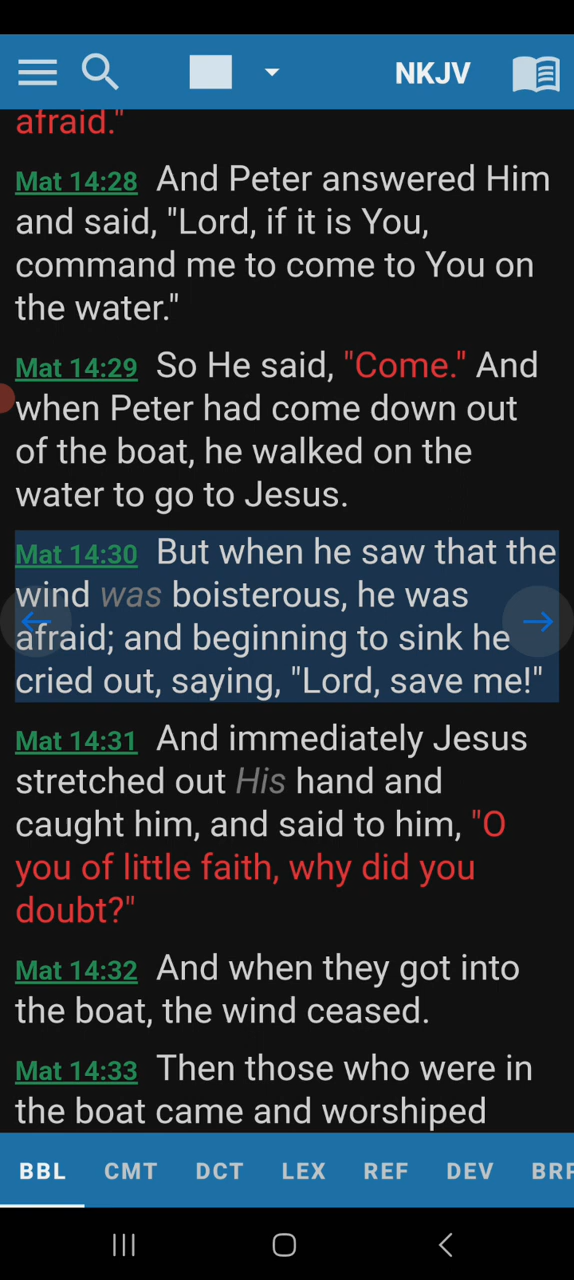 NKJV
afraid."
Mat 14:28 And Peter answered Him
and said, "Lord, if it is You,
command me to come to You on
the water."
Mat 14:29 So He said, "Come." And
when Peter had come down out
of the boat, he walked on the
water to go to Jesus.
Mat 14:30 But when he saw that the
wind was boisterous, he was
afraid; and beginning to sink he
cried out, saying, "Lord, save me!"
Mat 14:31 And immediately Jesus
stretched out His hand and
caught him, and said to him, "O
you of little faith, why did you
doubt?"
Mat 14:32 And when they got into
the boat, the wind ceased.
Mat 14:33 Then those who were in
the boat came and worshiped
BBL CMT DCT LEX REF DEV BRP